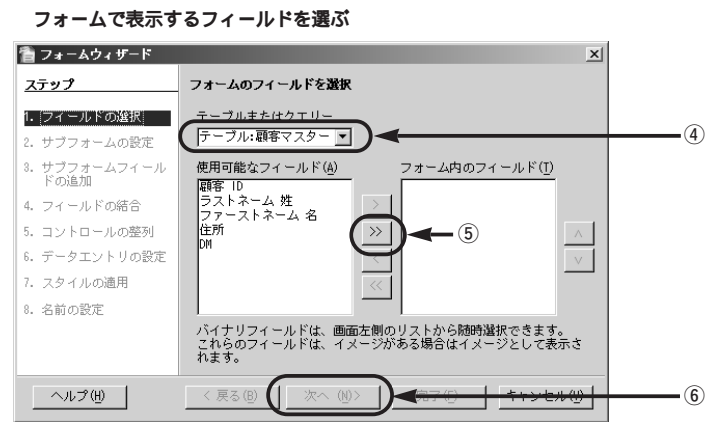 フォームで表示するフィールドを選ぶ
フォームウィザード
ステップ
フォームのフィールドを選択
1. フィールドの選択
2. サブフォームの設定
3. サブフォームフィール
ドの追加
4. フィールドの結合
5. コントロールの整列
6. データエントリの設定
7. スタイルの適用
8. 名前の設定
テーブルまたはクエリー
テーブル:顧客マスター
④
使用可能なフィールド(A)
フォーム内のフィールド(T)
顧客 ID
ラストネーム 姓
ファーストネーム 名
住所
DM
>
>>
⑤
<
<<
∧
∨
バイナリフィールドは、画面左側のリストから随時選択できます。
これらのフィールドは、イメージがある場合はイメージとして表示さ
れます。
ヘルプ(H)
< 戻る(B)
次へ (N)>
完了(F)
キャンセル(U)
⑥